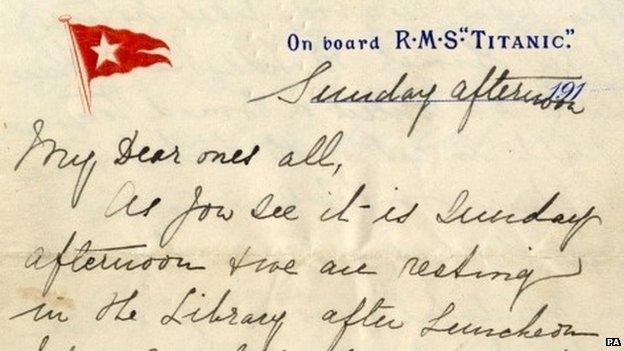 On board R·M·S·"TITANIC."
Sunday afternoon 191
My Dear ones all,
As you see it is Sunday
afternoon & we are resting
in the Library after Luncheon
PA